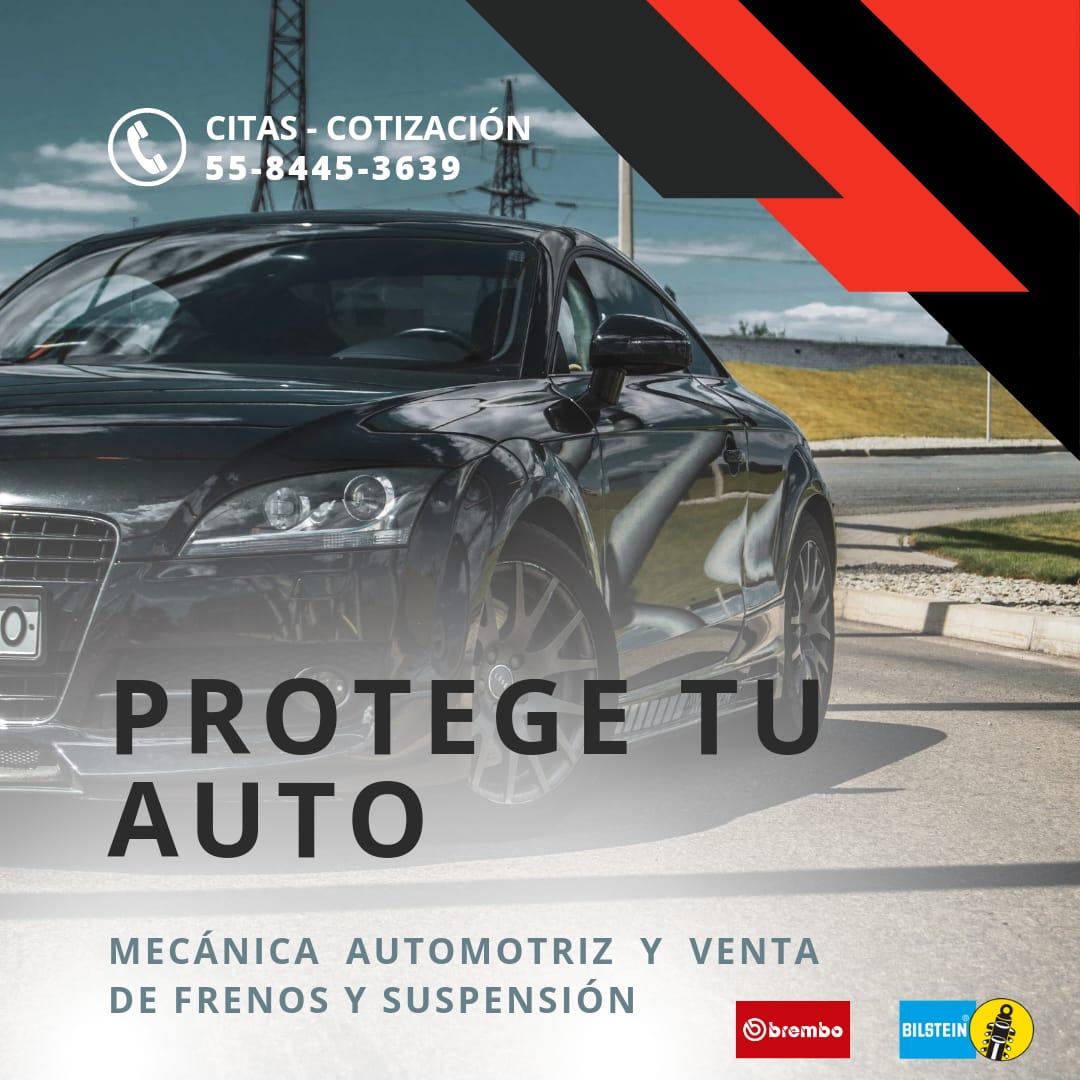 CITAS - COTIZACIÓN
55-8445-3639
O
PROTEGE TU
AUTO
MECÁNICA AUTOMOTRIZ Y VENTA
DE FRENOS Y SUSPENSIÓN
brembo
BILSTEIN®